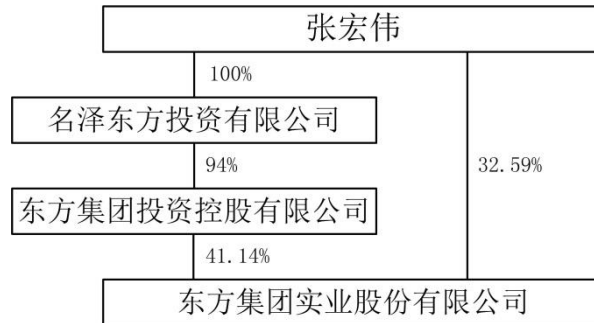 张宏伟
100%
名泽东方投资有限公司
94%
32.59%
东方集团投资控股有限公司
41.14%
东方集团实业股份有限公司